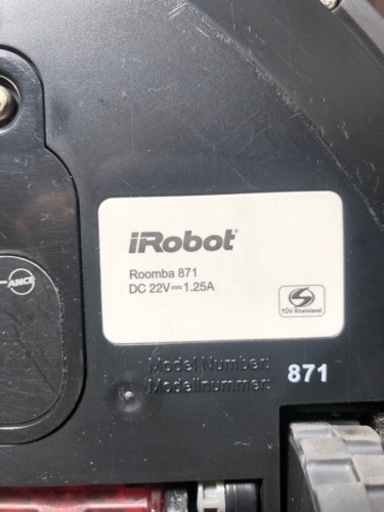 iRobot
Roomba 871
DC 22V⎓1.25A
TÜV Rheinland
Model Number:
Modellnummer:
871